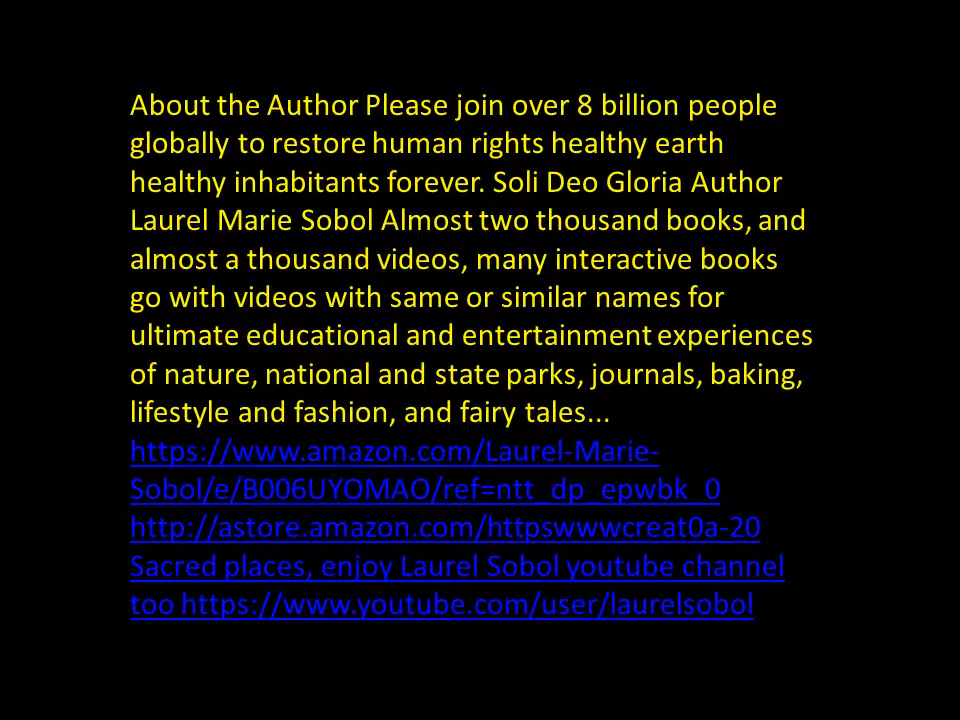 About the Author Please join over 8 billion people
globally to restore human rights healthy earth
healthy inhabitants forever. Soli Deo Gloria Author
Laurel Marie Sobol Almost two thousand books, and
almost a thousand videos, many interactive books
go with videos with same or similar names for
ultimate educational and entertainment experiences
of nature, national and state parks, journals, baking,
lifestyle and fashion, and fairy tales...
https://www.amazon.com/Laurel-Marie-
Sobol/e/B006UYOMAO/ref=ntt_dp_epwbk_0
http://astore.amazon.com/httpswwwcreat0a-20
Sacred places, enjoy Laurel Sobol youtube channel
too https://www.youtube.com/user/laurelsobol